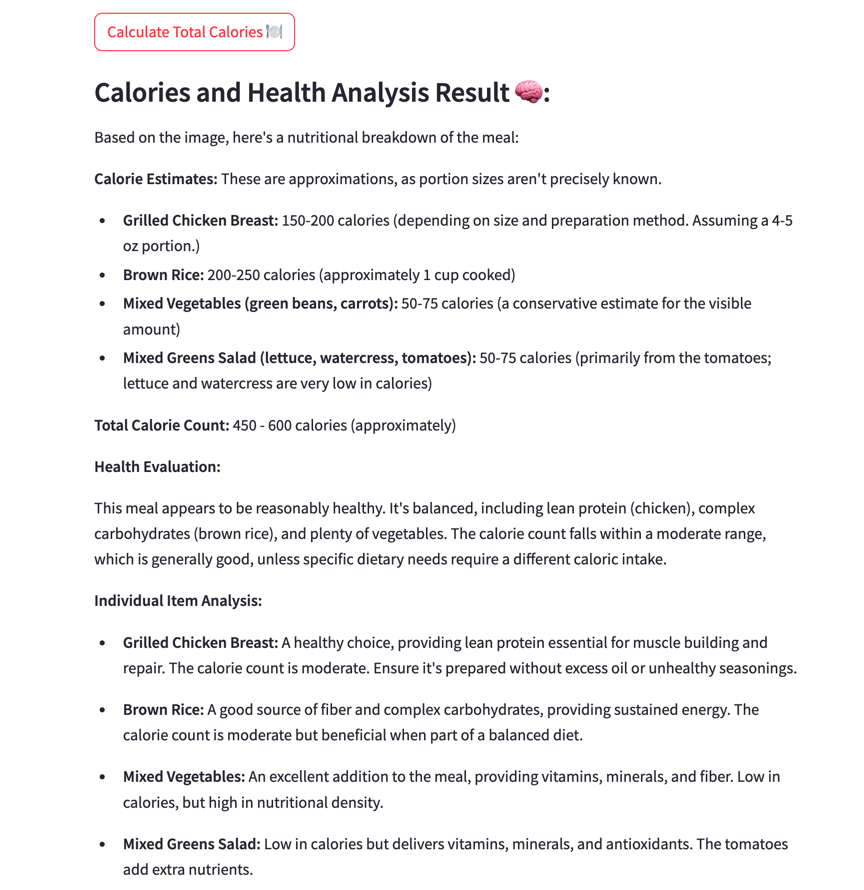 Calculate Total Calories 🍽️
Calories and Health Analysis Result 🧠:
Based on the image, here's a nutritional breakdown of the meal:
Calorie Estimates: These are approximations, as portion sizes aren't precisely known.
• Grilled Chicken Breast: 150-200 calories (depending on size and preparation method. Assuming a 4-5
oz portion.)
• Brown Rice: 200-250 calories (approximately 1 cup cooked)
• Mixed Vegetables (green beans, carrots): 50-75 calories (a conservative estimate for the visible
amount)
• Mixed Greens Salad (lettuce, watercress, tomatoes): 50-75 calories (primarily from the tomatoes;
lettuce and watercress are very low in calories)
Total Calorie Count: 450 - 600 calories (approximately)
Health Evaluation:
This meal appears to be reasonably healthy. It's balanced, including lean protein (chicken), complex
carbohydrates (brown rice), and plenty of vegetables. The calorie count falls within a moderate range,
which is generally good, unless specific dietary needs require a different caloric intake.
Individual Item Analysis:
• Grilled Chicken Breast: A healthy choice, providing lean protein essential for muscle building and
repair. The calorie count is moderate. Ensure it's prepared without excess oil or unhealthy seasonings.
• Brown Rice: A good source of fiber and complex carbohydrates, providing sustained energy. The
calorie count is moderate but beneficial when part of a balanced diet.
• Mixed Vegetables: An excellent addition to the meal, providing vitamins, minerals, and fiber. Low in
calories, but high in nutritional density.
• Mixed Greens Salad: Low in calories but delivers vitamins, minerals, and antioxidants. The tomatoes
add extra nutrients.